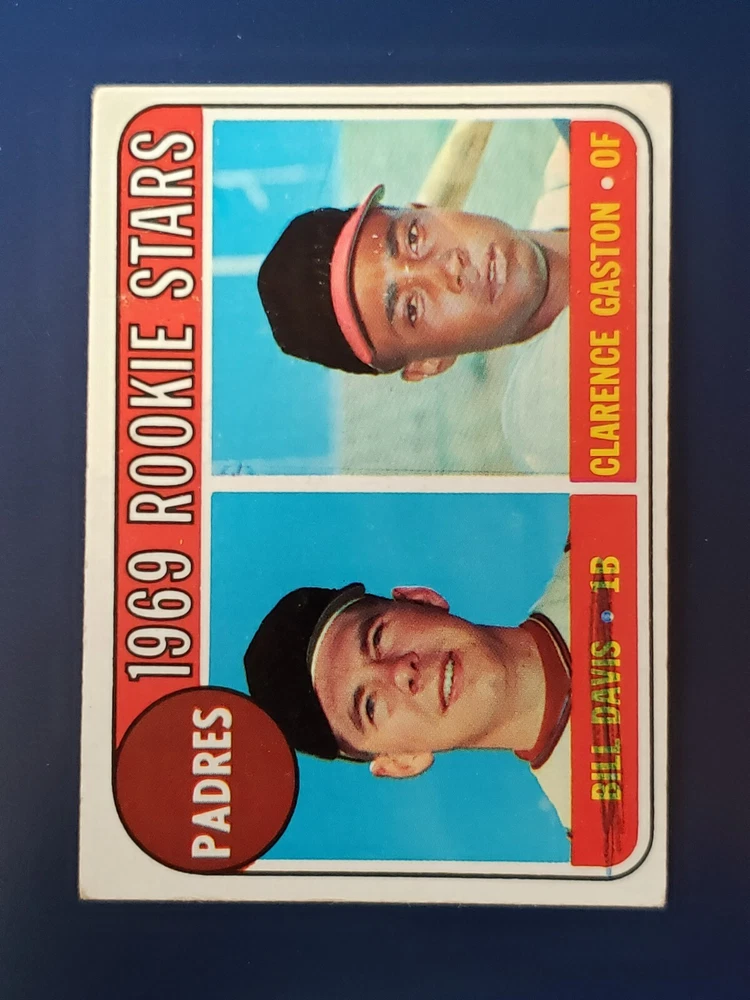 1969 ROOKIE STARS
PADRES
BILL DAVIS • 1B
CLARENCE GASTON • OF